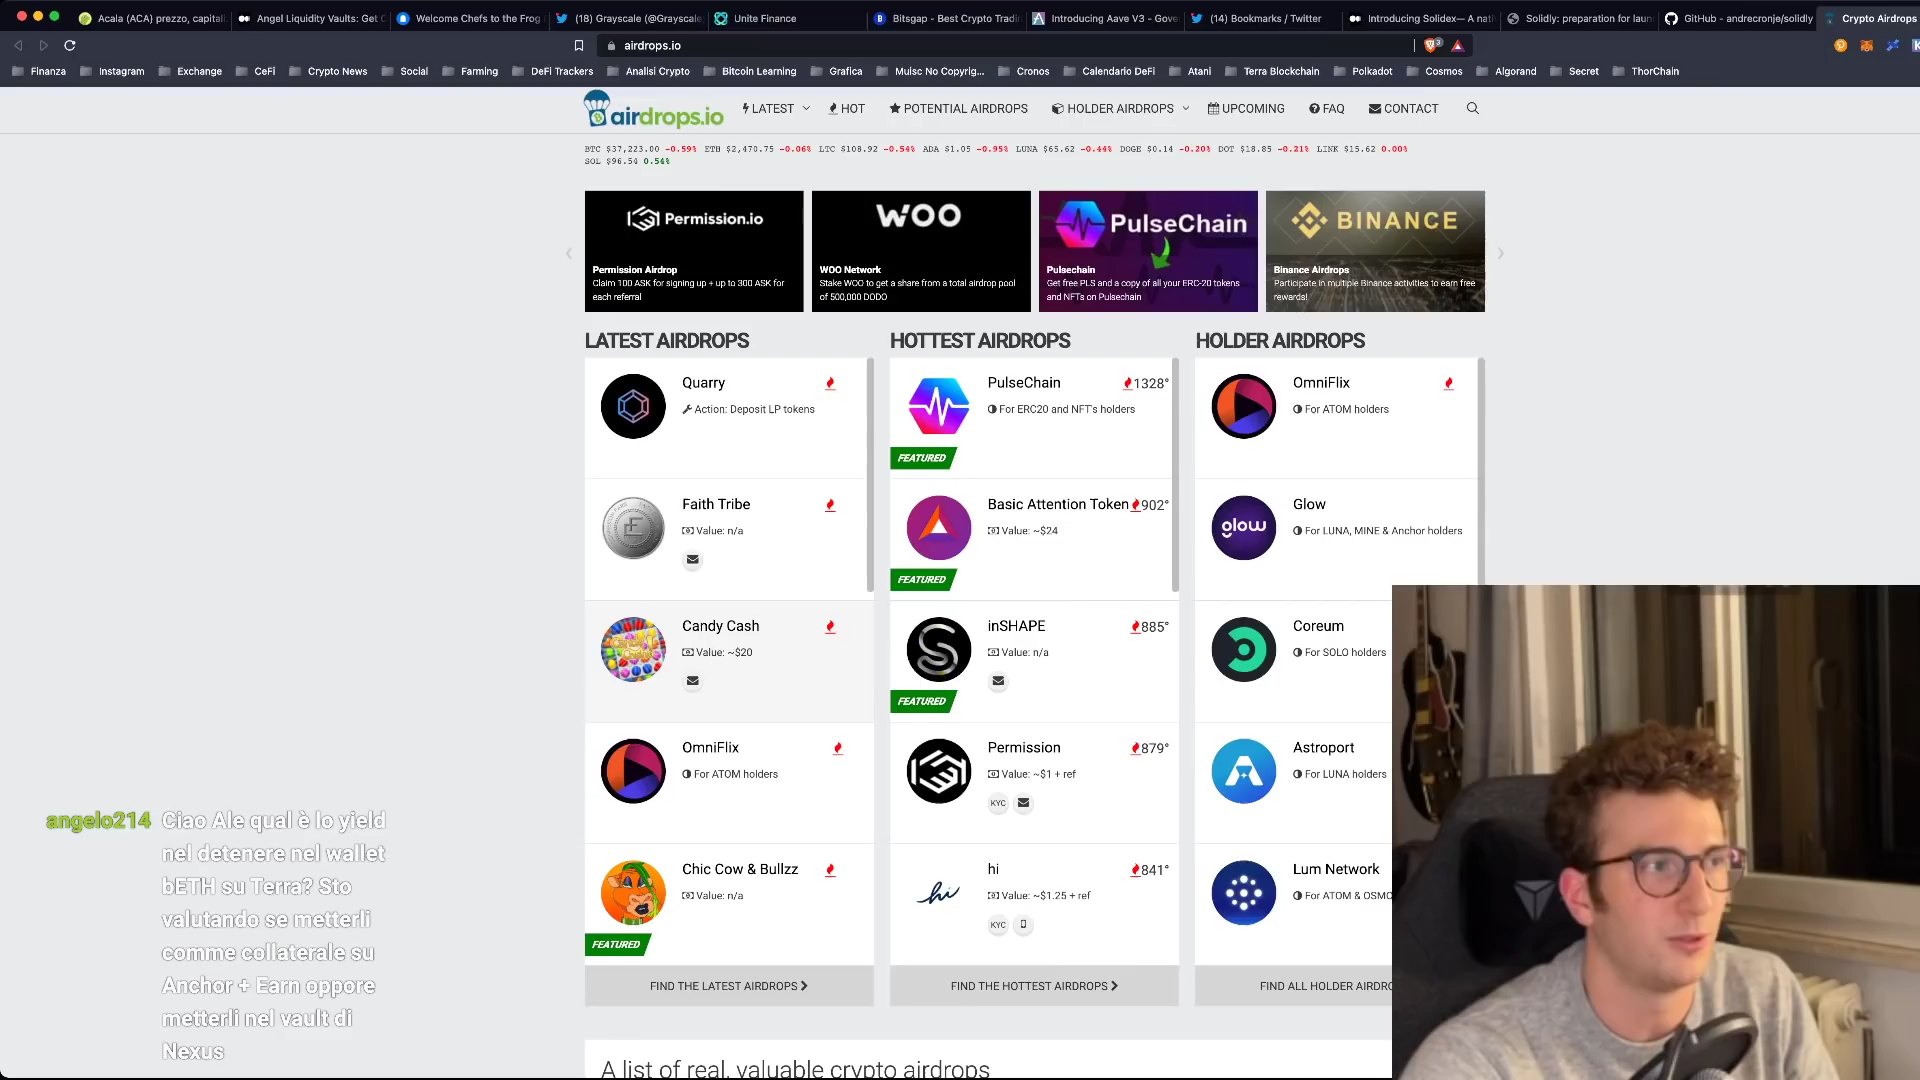 Acala (ACA) prezzo, capital
Angel Liquidity Vaults: Get C
Welcome Chefs to the Frog
(18) Grayscale (@Grayscale
Unite Finance
Bitsgap - Best Crypto Tradin
Introducing Aave V3 - Gove
(14) Bookmarks / Twitter
Introducing Solidex— A nati
Solidly: preparation for laun
GitHub - andrecronje/solidly
Crypto Airdrops
airdrops.io
Finanza
Instagram
Exchange
CeFi
Crypto News
Social
Farming
DeFi Trackers
Analisi Crypto
Bitcoin Learning
Grafica
Muisc No Copyrig...
Cronos
Calendario DeFi
Atani
Terra Blockchain
Polkadot
Cosmos
Algorand
Secret
ThorChain
airdrops.io
LATEST
HOT
POTENTIAL AIRDROPS
HOLDER AIRDROPS
UPCOMING
FAQ
CONTACT
BTC $37,223.00 -0.59% ETH $2,470.75 -0.06% LTC $108.92 -0.54% ADA $1.05 -0.95% LUNA $65.62 -0.44% DOGE $0.14 -0.20% DOT $18.85 -0.21% LINK $15.62 0.00%
SOL $96.54 0.54%
Permission.io
Permission Airdrop
Claim 100 ASK for signing up + up to 300 ASK for
each referral
WOO
WOO Network
Stake WOO to get a share from a total airdrop pool
of 500,000 DODO
PulseChain
Pulsechain
Get free PLS and a copy of all your ERC-20 tokens
and NFTs on Pulsechain
BINANCE
Binance Airdrops
Participate in multiple Binance activities to earn free
rewards!
LATEST AIRDROPS
Quarry
Action: Deposit LP tokens
Faith Tribe
Value: n/a
Candy Cash
Value: ~$20
OmniFlix
For ATOM holders
Chic Cow & Bullzz
Value: n/a
FEATURED
FIND THE LATEST AIRDROPS
HOTTEST AIRDROPS
PulseChain
1328°
For ERC20 and NFT's holders
FEATURED
Basic Attention Token
902°
Value: ~$24
FEATURED
inSHAPE
885°
Value: n/a
FEATURED
Permission
879°
Value: ~$1 + ref
KYC
hi
hi
841°
Value: ~$1.25 + ref
KYC
FIND THE HOTTEST AIRDROPS
HOLDER AIRDROPS
OmniFlix
For ATOM holders
glow
Glow
For LUNA, MINE & Anchor holders
Coreum
For SOLO holders
Astroport
For LUNA holders
Lum Network
For ATOM & OSMO
FIND ALL HOLDER AIRDRO
A list of real, valuable crypto airdrops
angelo214 Ciao Ale qual è lo yield
nel detenere nel wallet
bETH su Terra? Sto
valutando se metterli
comme collaterale su
Anchor + Earn oppore
metterli nel vault di
Nexus